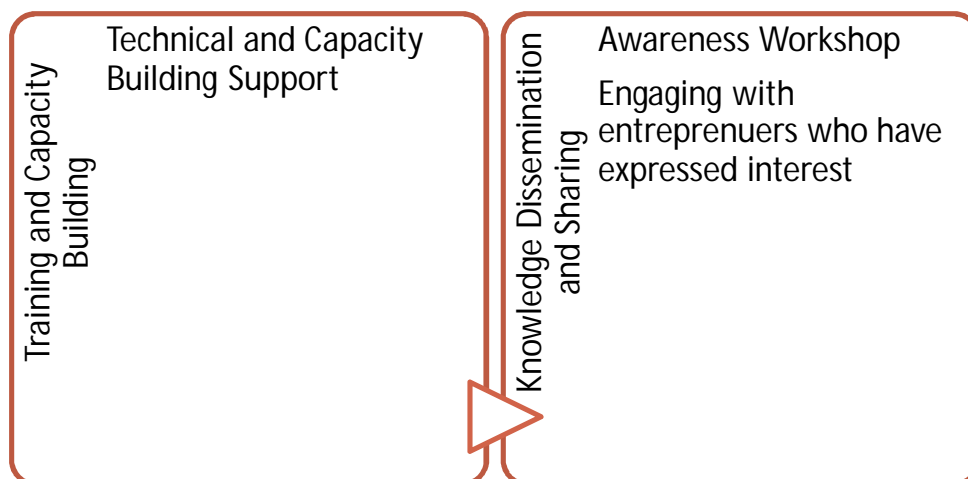 Training and Capacity
Building
Technical and Capacity
Building Support
Knowledge Dissemination
and Sharing
Awareness Workshop
Engaging with
entreprenuers who have
expressed interest